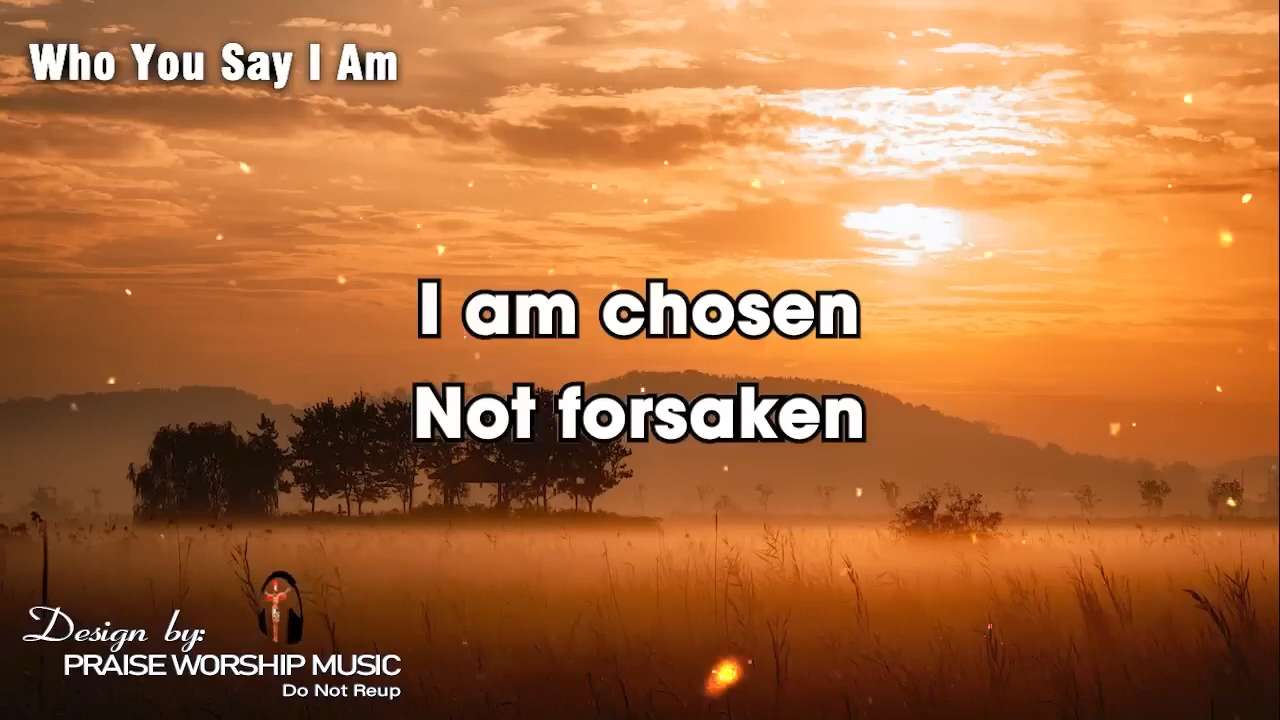 Who You Say I Am
I am chosen
Not forsaken
Design by:
PRAISE WORSHIP MUSIC
Do Not Reup